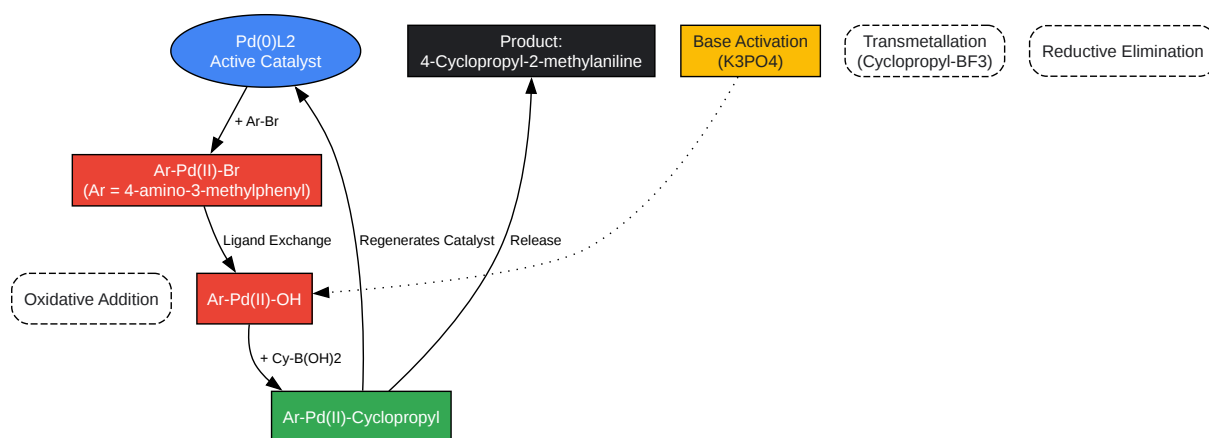 Pd(0)L2
Active Catalyst
Product:
4-Cyclopropyl-2-methylaniline
Base Activation
(K3PO4)
Transmetallation
(Cyclopropyl-BF3)
Reductive Elimination
+ Ar-Br
Ar-Pd(II)-Br
(Ar = 4-amino-3-methylphenyl)
Ligand Exchange
Regenerates Catalyst
Release
Oxidative Addition
Ar-Pd(II)-OH
+ Cy-B(OH)2
Ar-Pd(II)-Cyclopropyl